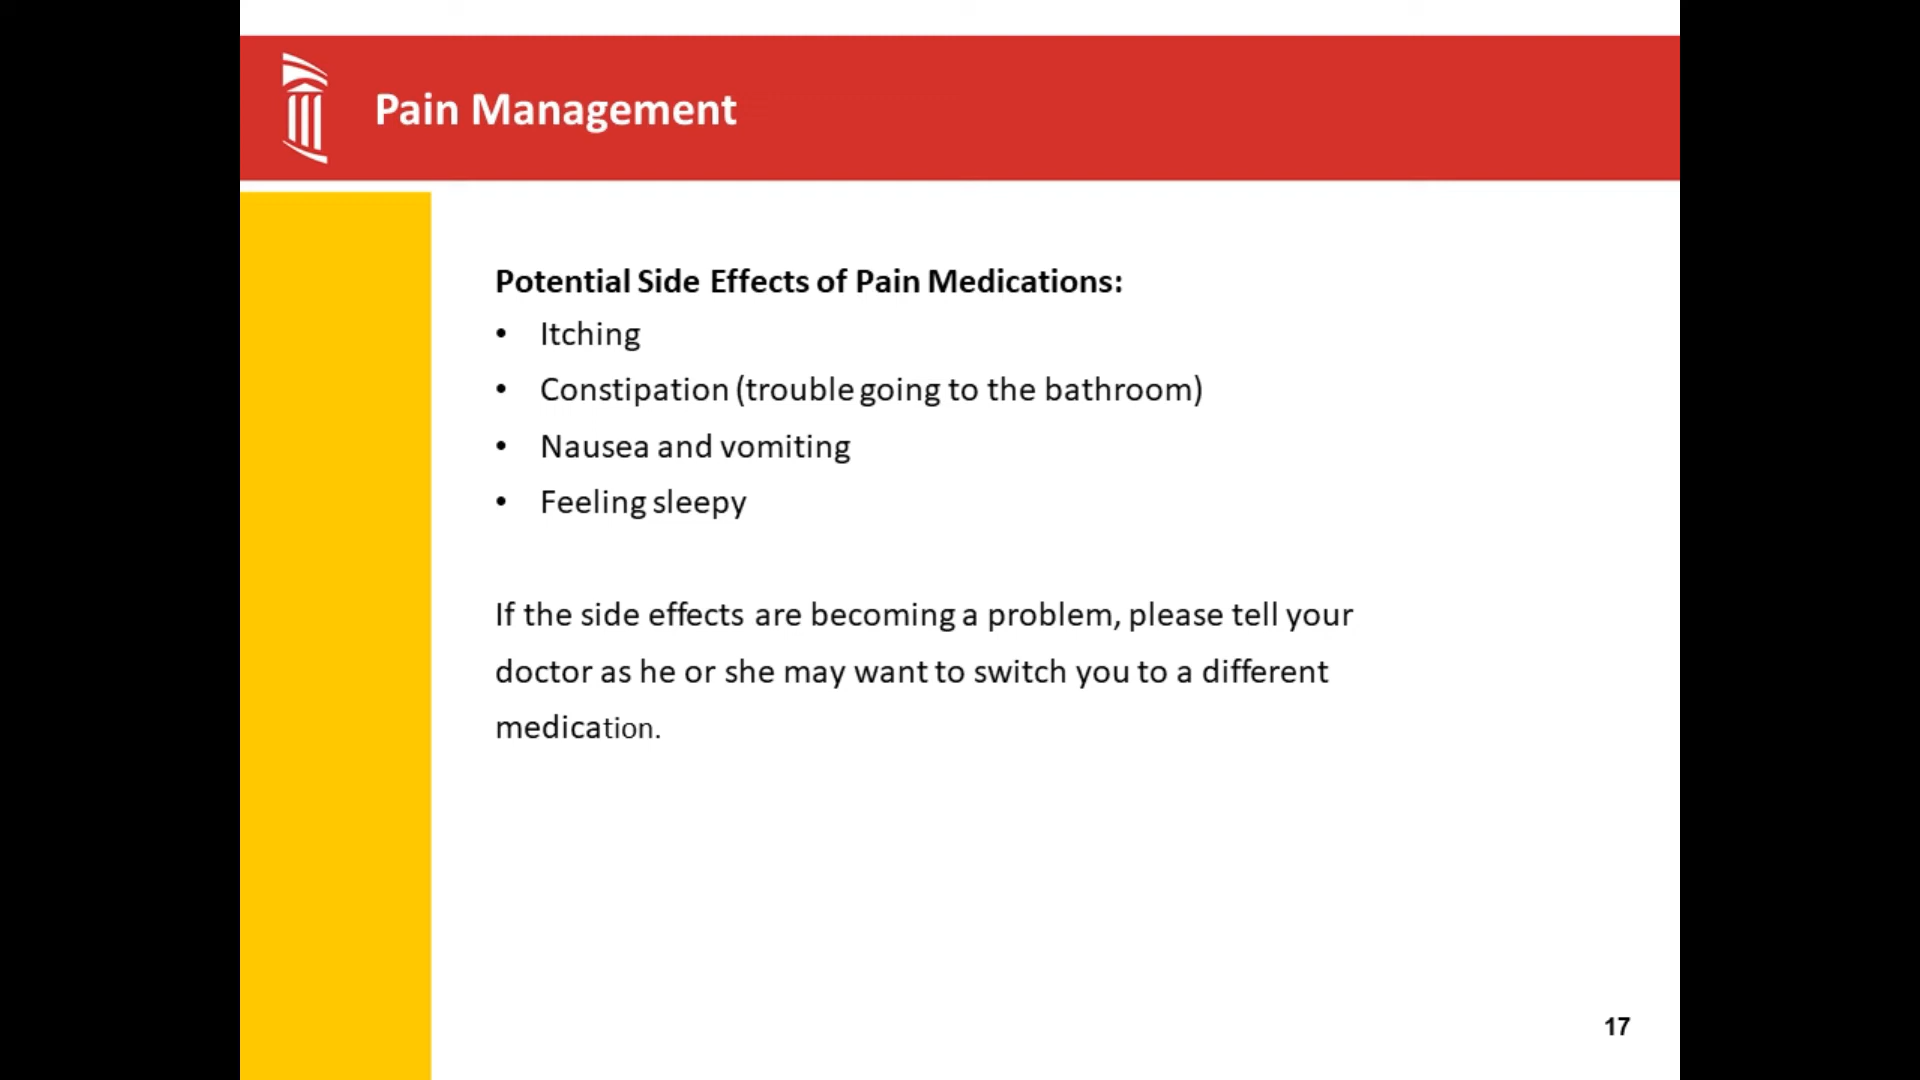 Pain Management
Potential Side Effects of Pain Medications:
• Itching
• Constipation (trouble going to the bathroom)
• Nausea and vomiting
• Feeling sleepy
If the side effects are becoming a problem, please tell your
doctor as he or she may want to switch you to a different
medication.
17